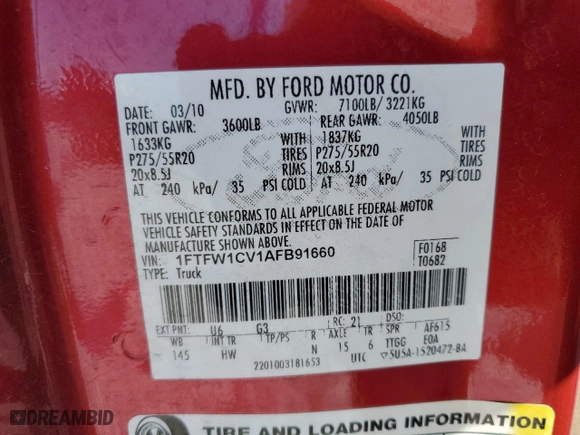 MFD. BY FORD MOTOR CO.
DATE: 03/10 GVWR: 7100LB/ 3221KG
FRONT GAWR: 3600LB REAR GAWR: 4050LB
1633KG WITH 1837KG WITH
P275/55R20 TIRES P275/55R20 TIRES
20x8.5J RIMS 20x8.5J RIMS
AT 240 kPa/ 35 PSI COLD AT 240 kPa/ 35 PSI COLD
THIS VEHICLE CONFORMS TO ALL APPLICABLE FEDERAL MOTOR
VEHICLE SAFETY STANDARDS IN EFFECT ON THE DATE OF
MANUFACTURE SHOWN ABOVE.
VIN: 1FTFW1CV1AFB91660 F0168
TYPE: Truck T0682
EXT PNT: U6 G3 RC: 21 DSO:
WB INT TR TP/PS R AXLE TR SPR AF615
145 HW N 15 6 TTGG E0A
2201003181653 UTC 5U5A-1520472-BA
TIRE AND LOADING INFORMATION
DREAMBID